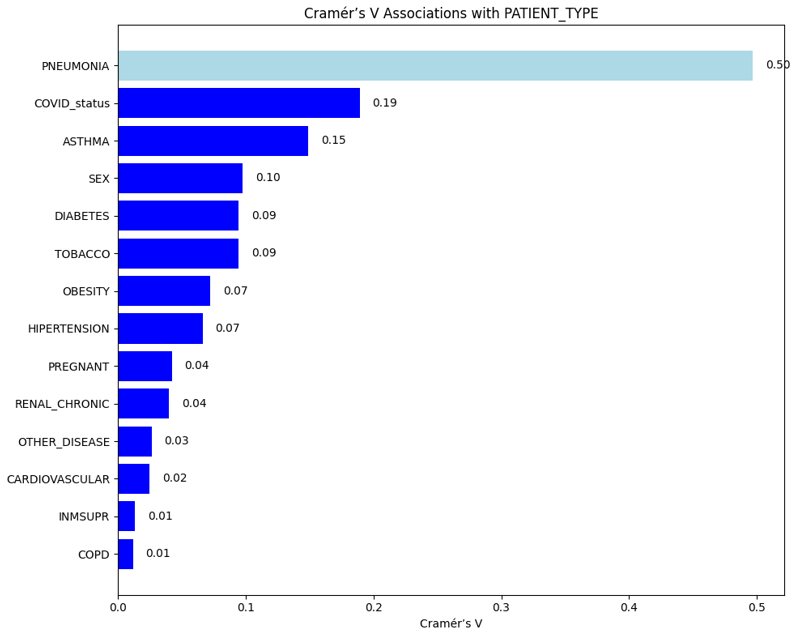 Cramér’s V Associations with PATIENT_TYPE
PNEUMONIA 0.50
COVID_status 0.19
ASTHMA 0.15
SEX 0.10
DIABETES 0.09
TOBACCO 0.09
OBESITY 0.07
HIPERTENSION 0.07
PREGNANT 0.04
RENAL_CHRONIC 0.04
OTHER_DISEASE 0.03
CARDIOVASCULAR 0.02
INMSUPR 0.01
COPD 0.01
0.0 0.1 0.2 0.3 0.4 0.5
Cramér’s V